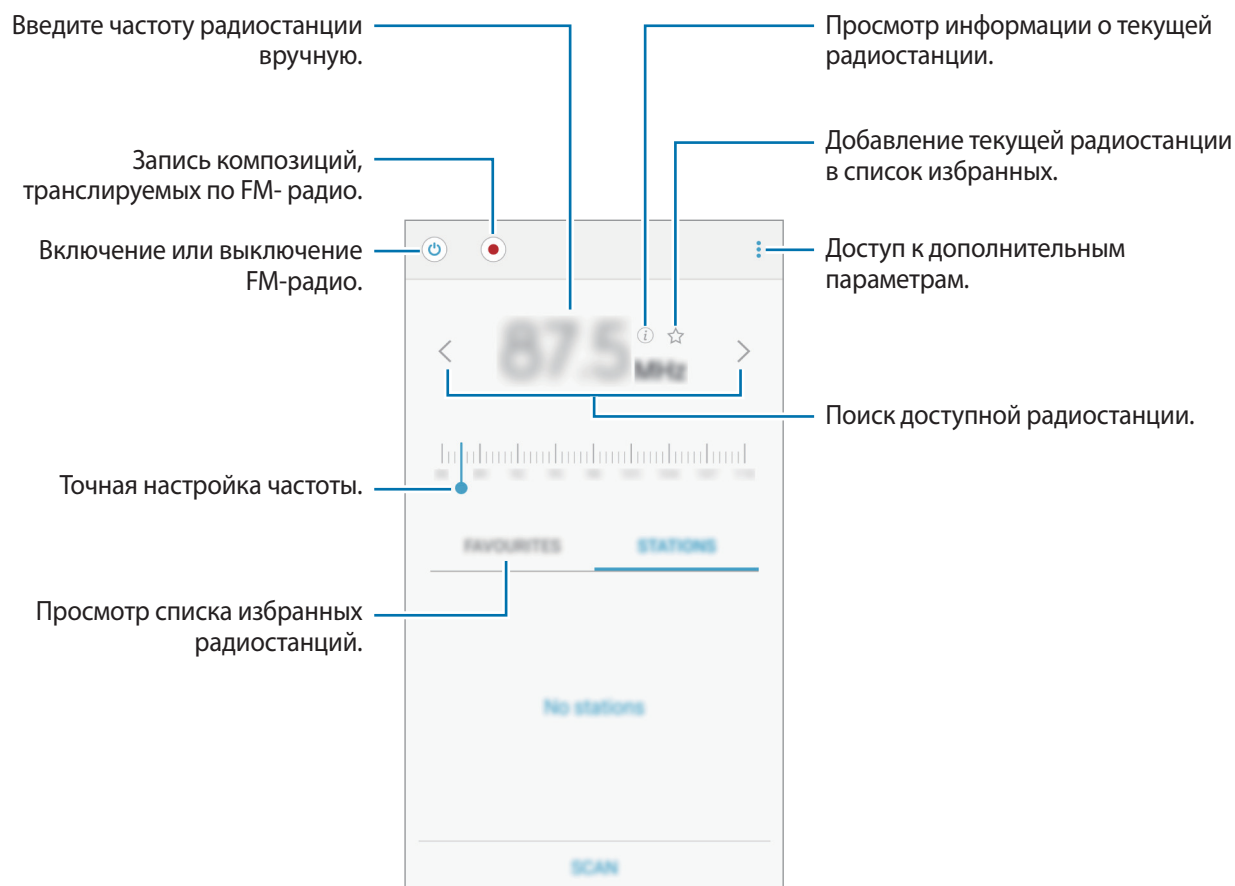 Введите частоту радиостанции
вручную.
Просмотр информации о текущей
радиостанции.
Запись композиций,
транслируемых по FM- радио.
Добавление текущей радиостанции
в список избранных.
Включение или выключение
FM-радио.
Доступ к дополнительным
параметрам.
87.5 MHz
Поиск доступной радиостанции.
Точная настройка частоты.
FAVOURITES
STATIONS
Просмотр списка избранных
радиостанций.
No stations
SCAN